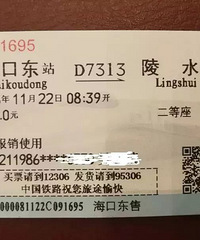 1695
口东站 D7313 陵水
ikoudong Lingshui
11月22日 08:39开
0元 二等座
报销使用
211986
买票请到12306 发货请到95306
中国铁路祝您旅途愉快
000081122C091695 海口东售